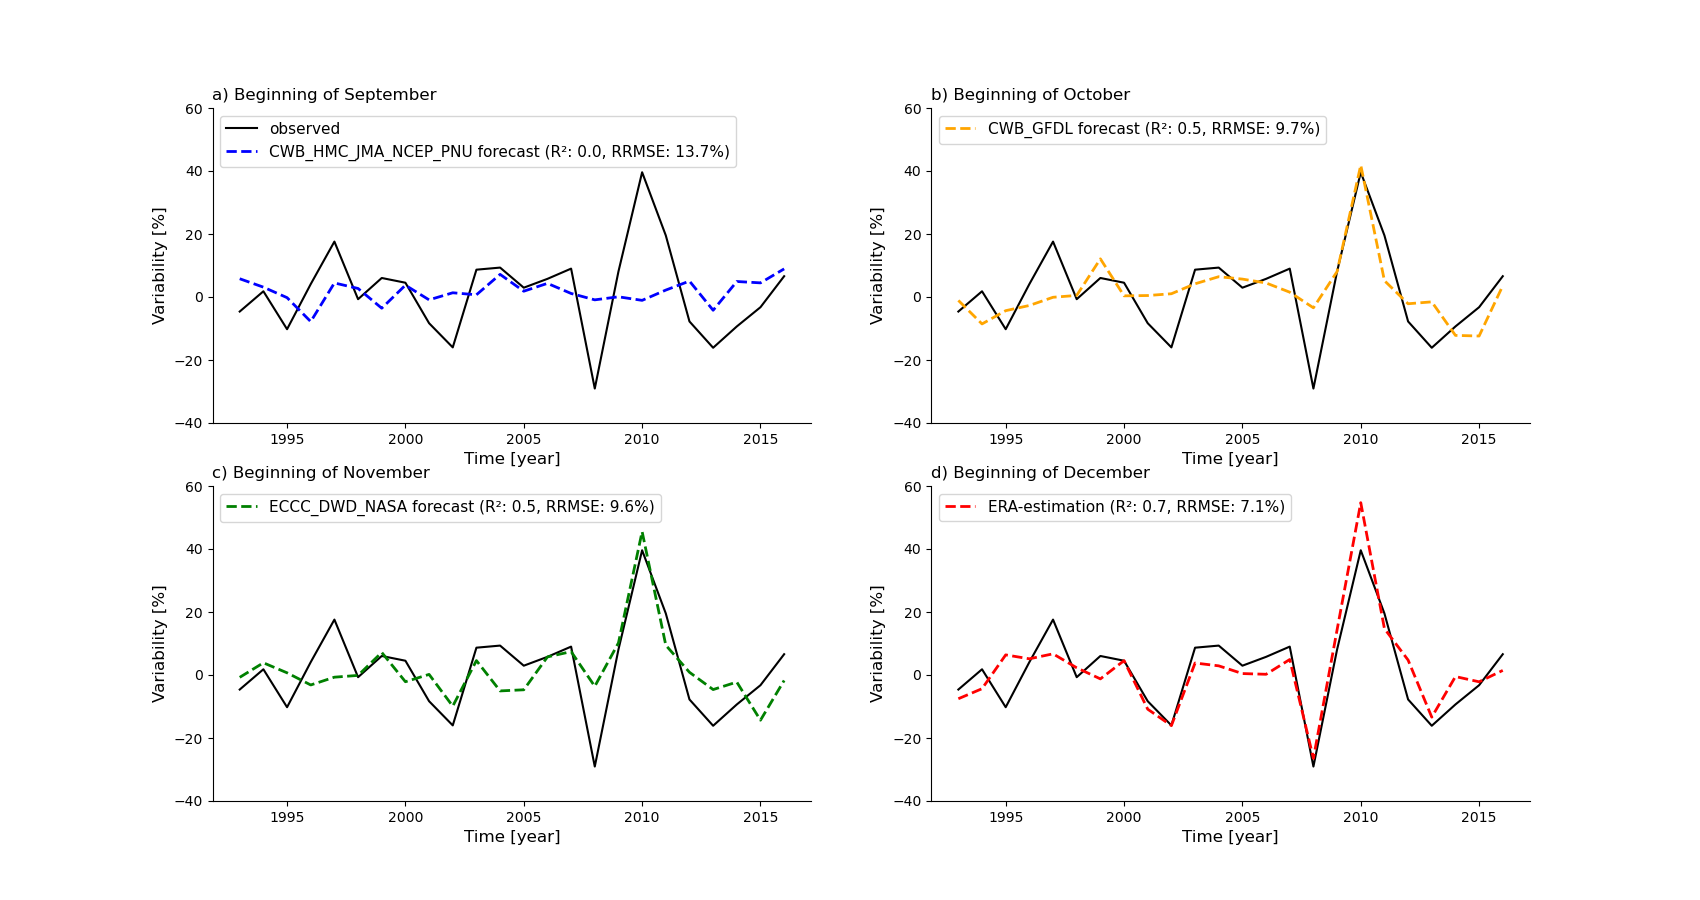 a) Beginning of September
60
40
20
0
−20
−40
Variability [%]
observed
CWB_HMC_JMA_NCEP_PNU forecast (R²: 0.0, RRMSE: 13.7%)
1995 2000 2005 2010 2015
Time [year]
b) Beginning of October
60
40
20
0
−20
−40
Variability [%]
CWB_GFDL forecast (R²: 0.5, RRMSE: 9.7%)
1995 2000 2005 2010 2015
Time [year]
c) Beginning of November
60
40
20
0
−20
−40
Variability [%]
ECCC_DWD_NASA forecast (R²: 0.5, RRMSE: 9.6%)
1995 2000 2005 2010 2015
Time [year]
d) Beginning of December
60
40
20
0
−20
−40
Variability [%]
ERA-estimation (R²: 0.7, RRMSE: 7.1%)
1995 2000 2005 2010 2015
Time [year]